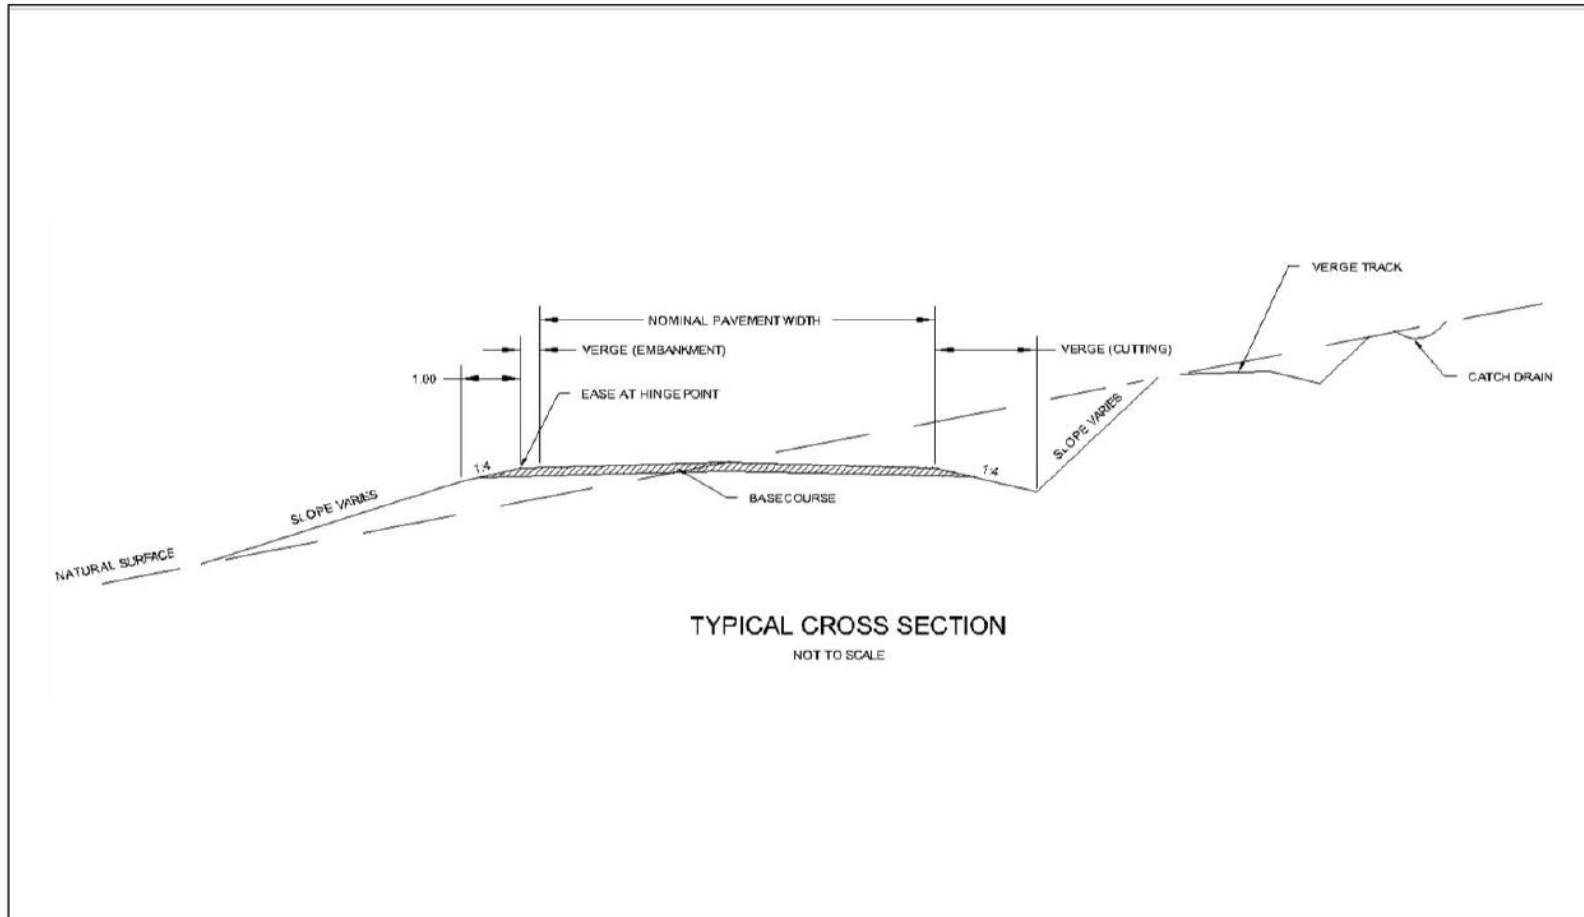 VERGE TRACK
NOMINAL PAVEMENT WIDTH
VERGE (EMBANKMENT)
VERGE (CUTTING)
1.00
CATCH DRAIN
EASE AT HINGE POINT
SLOPE VARIES
1:4
1:4
BASECOURSE
SLOPE VARIES
NATURAL SURFACE
TYPICAL CROSS SECTION
NOT TO SCALE